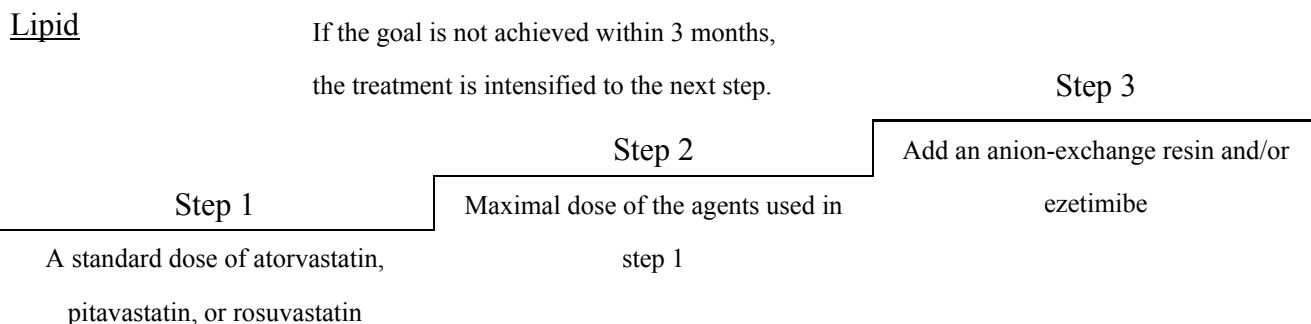 Lipid
If the goal is not achieved within 3 months,
the treatment is intensified to the next step.
Step 3
Add an anion-exchange resin and/or
ezetimibe
Step 2
Maximal dose of the agents used in
step 1
Step 1
A standard dose of atorvastatin,
pitavastatin, or rosuvastatin